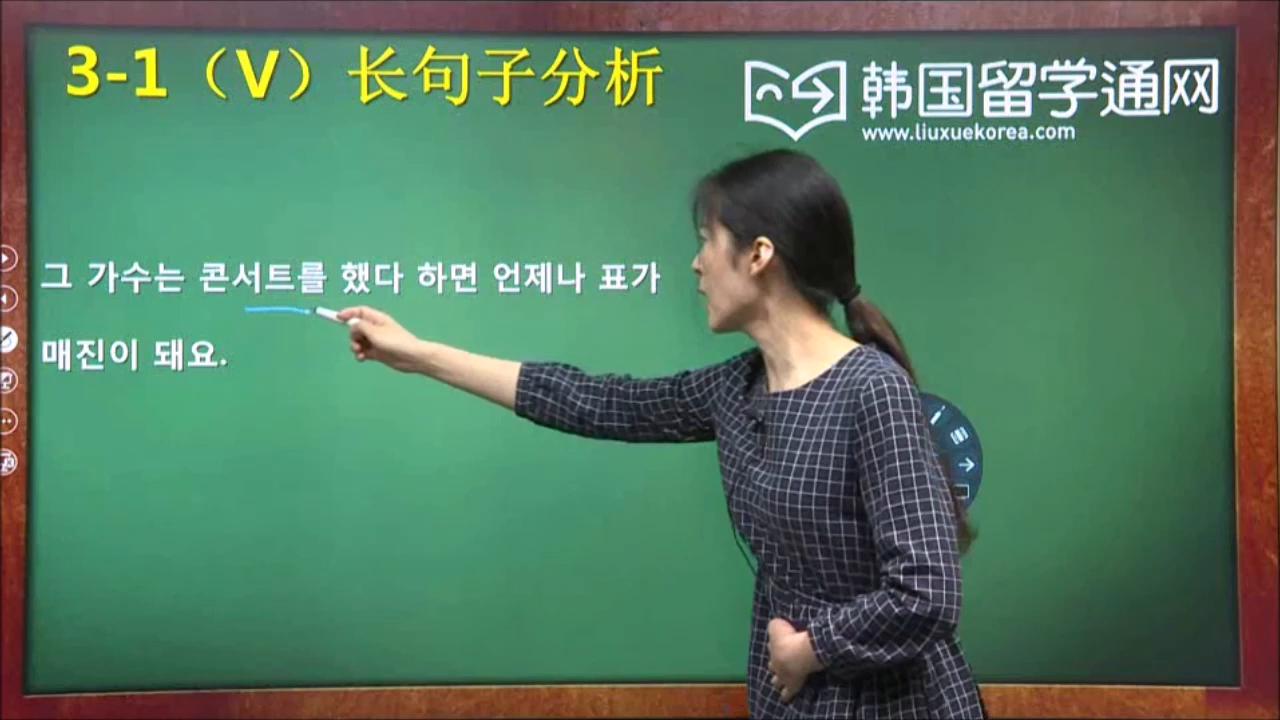 3-1（V）长句子分析
韩国留学通网
www.liuxuekorea.com
그 가수는 콘서트를 했다 하면 언제나 표가
매진이 돼요.